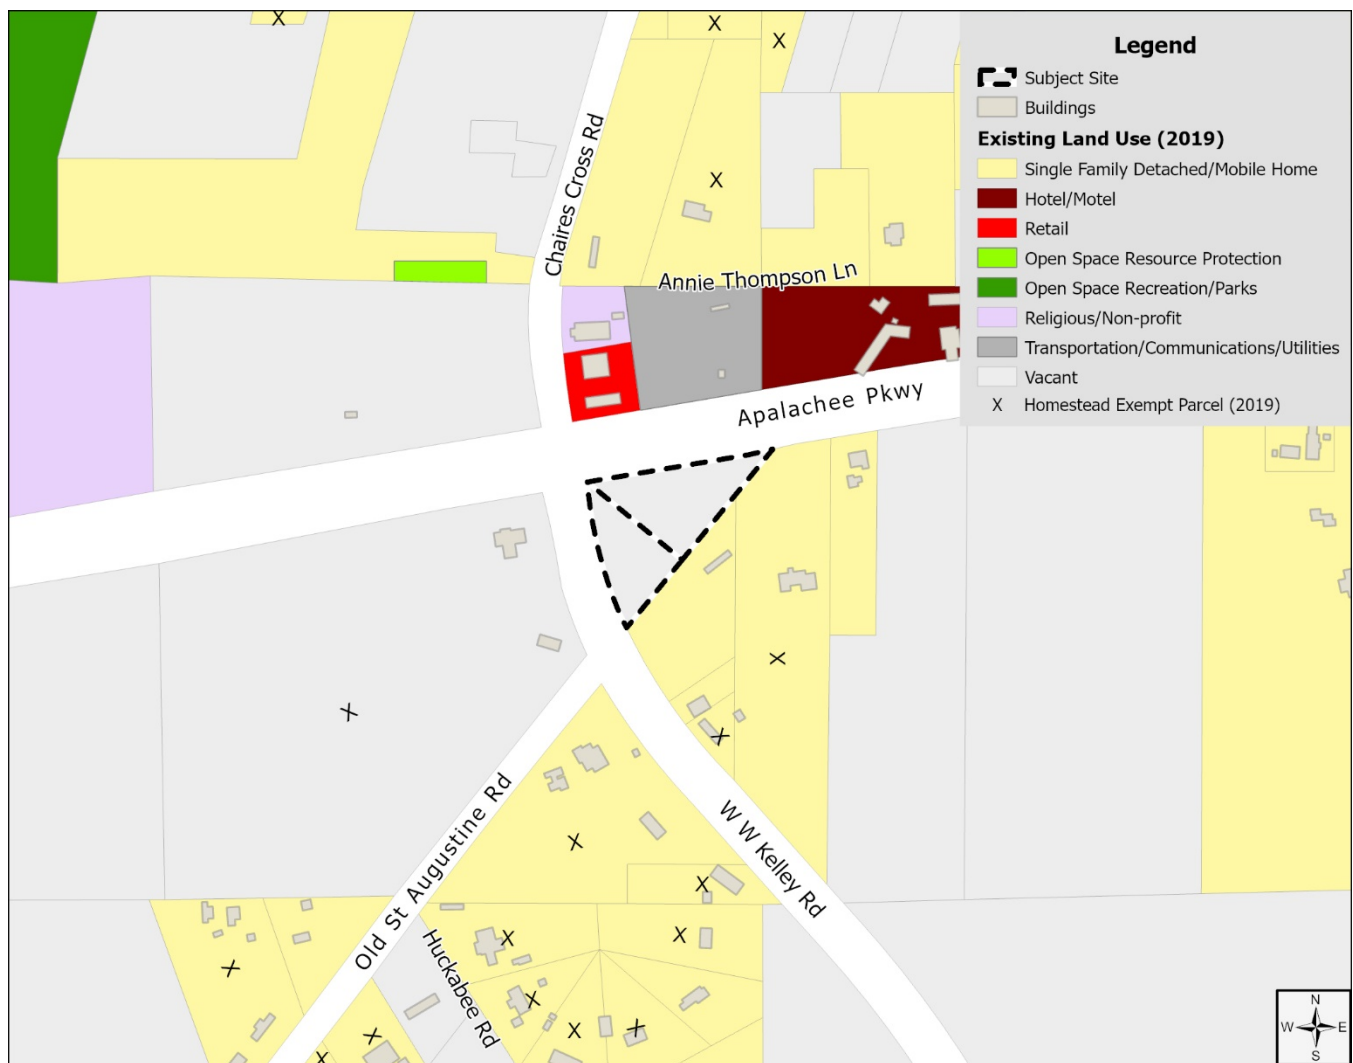 Legend
Subject Site
Buildings
Existing Land Use (2019)
Single Family Detached/Mobile Home
Hotel/Motel
Retail
Open Space Resource Protection
Open Space Recreation/Parks
Religious/Non-profit
Transportation/Communications/Utilities
Vacant
X Homestead Exempt Parcel (2019)
X
X
X
X
Chaires Cross Rd
Annie Thompson Ln
Apalachee Pkwy
X
X
X
Old St Augustine Rd
W W Kelley Rd
X
X
X
X
X
Huckabee Rd
X
X
X
X
X
N
W E
S